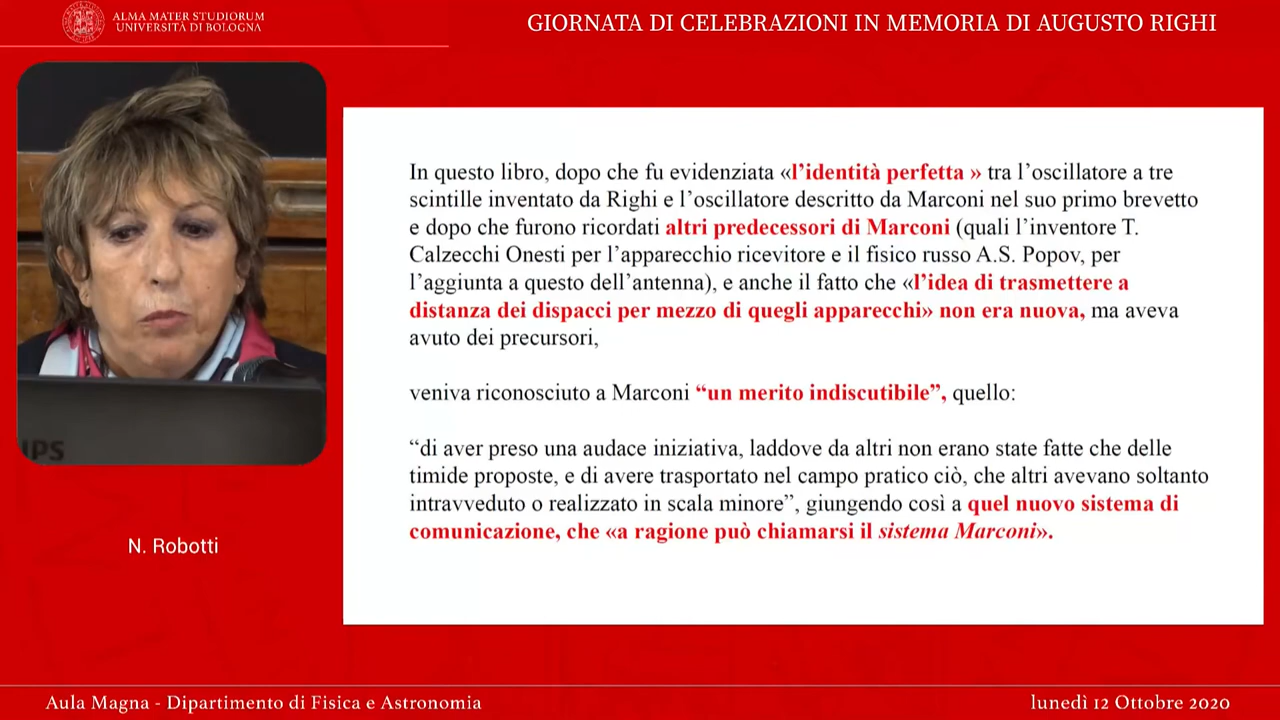 ALMA MATER STUDIORUM
UNIVERSITÀ DI BOLOGNA
GIORNATA DI CELEBRAZIONI IN MEMORIA DI AUGUSTO RIGHI
In questo libro, dopo che fu evidenziata «l’identità perfetta » tra l’oscillatore a tre
scintille inventato da Righi e l’oscillatore descritto da Marconi nel suo primo brevetto
e dopo che furono ricordati altri predecessori di Marconi (quali l’inventore T.
Calzecchi Onesti per l’apparecchio ricevitore e il fisico russo A.S. Popov, per
l’aggiunta a questo dell’antenna), e anche il fatto che «l’idea di trasmettere a
distanza dei dispacci per mezzo di quegli apparecchi» non era nuova, ma aveva
avuto dei precursori,
veniva riconosciuto a Marconi “un merito indiscutibile”, quello:
“di aver preso una audace iniziativa, laddove da altri non erano state fatte che delle
timide proposte, e di avere trasportato nel campo pratico ciò, che altri avevano soltanto
intravveduto o realizzato in scala minore”, giungendo così a quel nuovo sistema di
comunicazione, che «a ragione può chiamarsi il sistema Marconi».
N. Robotti
Aula Magna - Dipartimento di Fisica e Astronomia
lunedì 12 Ottobre 2020